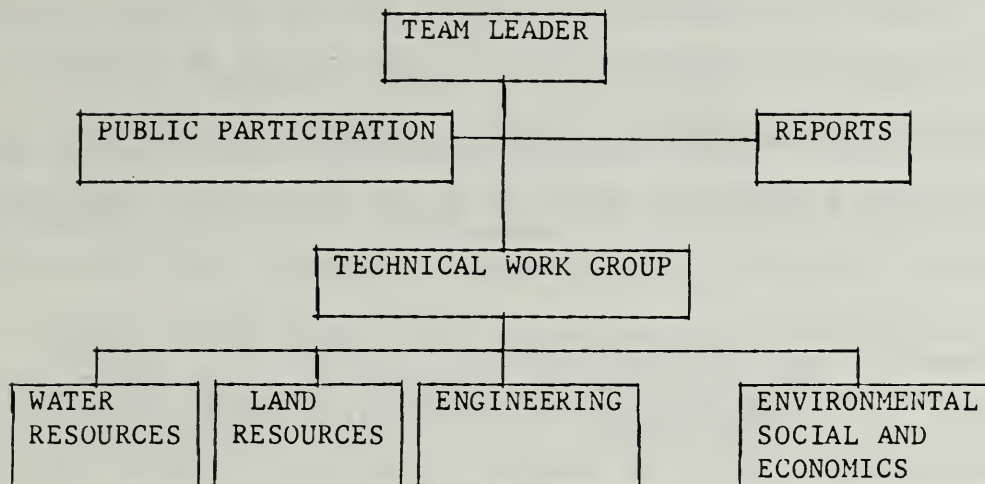 TEAM LEADER
PUBLIC PARTICIPATION
REPORTS
TECHNICAL WORK GROUP
WATER
RESOURCES
LAND
RESOURCES
ENGINEERING
ENVIRONMENTAL
SOCIAL AND
ECONOMICS